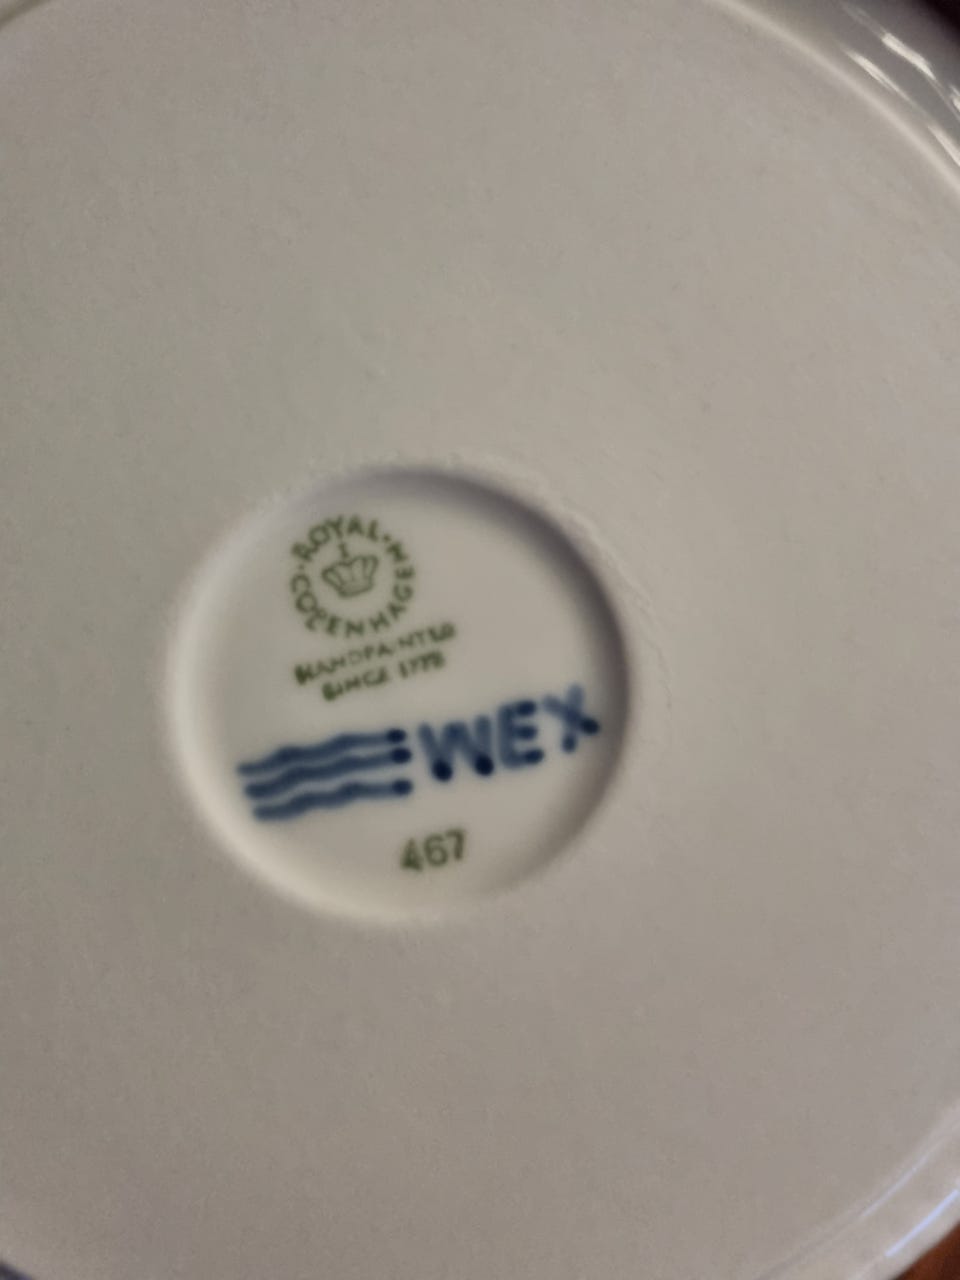 ROYAL COPENHAGEN
HANDPAINTED
SINCE 1775
WEX
467